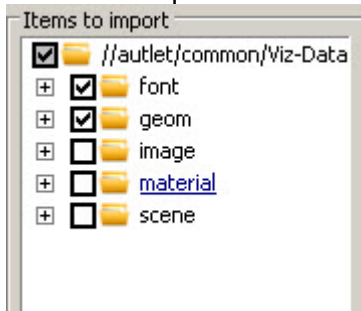 Items to import
//autlet/common/Viz-Data
font
geom
image
material
scene